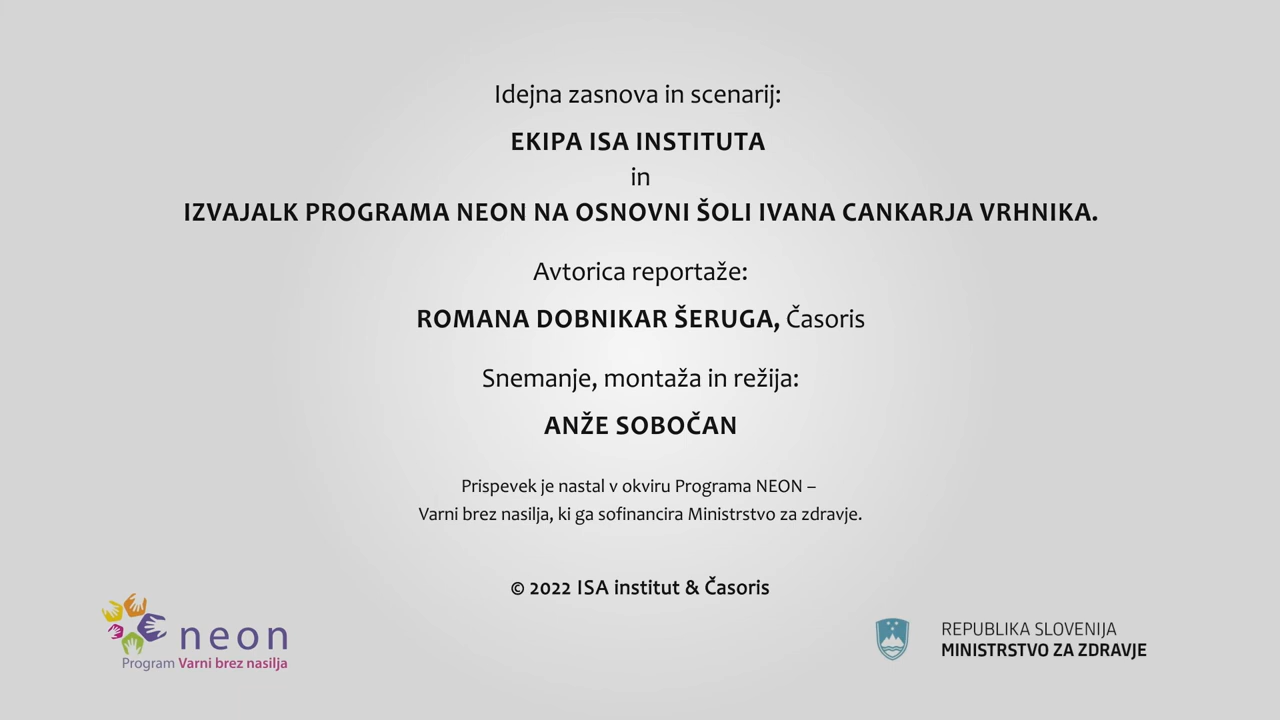 Idejna zasnova in scenarij:
EKIPA ISA INSTITUTA
in
IZVAJALK PROGRAMA NEON NA OSNOVNI ŠOLI IVANA CANKARJA VRHNIKA.
Avtorica reportaže:
ROMANA DOBNIKAR ŠERUGA, Časoris
Snemanje, montaža in režija:
ANŽE SOBOČAN
Prispevek je nastal v okviru Programa NEON –
Varni brez nasilja, ki ga sofinancira Ministrstvo za zdravje.
© 2022 ISA institut & Časoris
neon
Program Varni brez nasilja
REPUBLIKA SLOVENIJA
MINISTRSTVO ZA ZDRAVJE